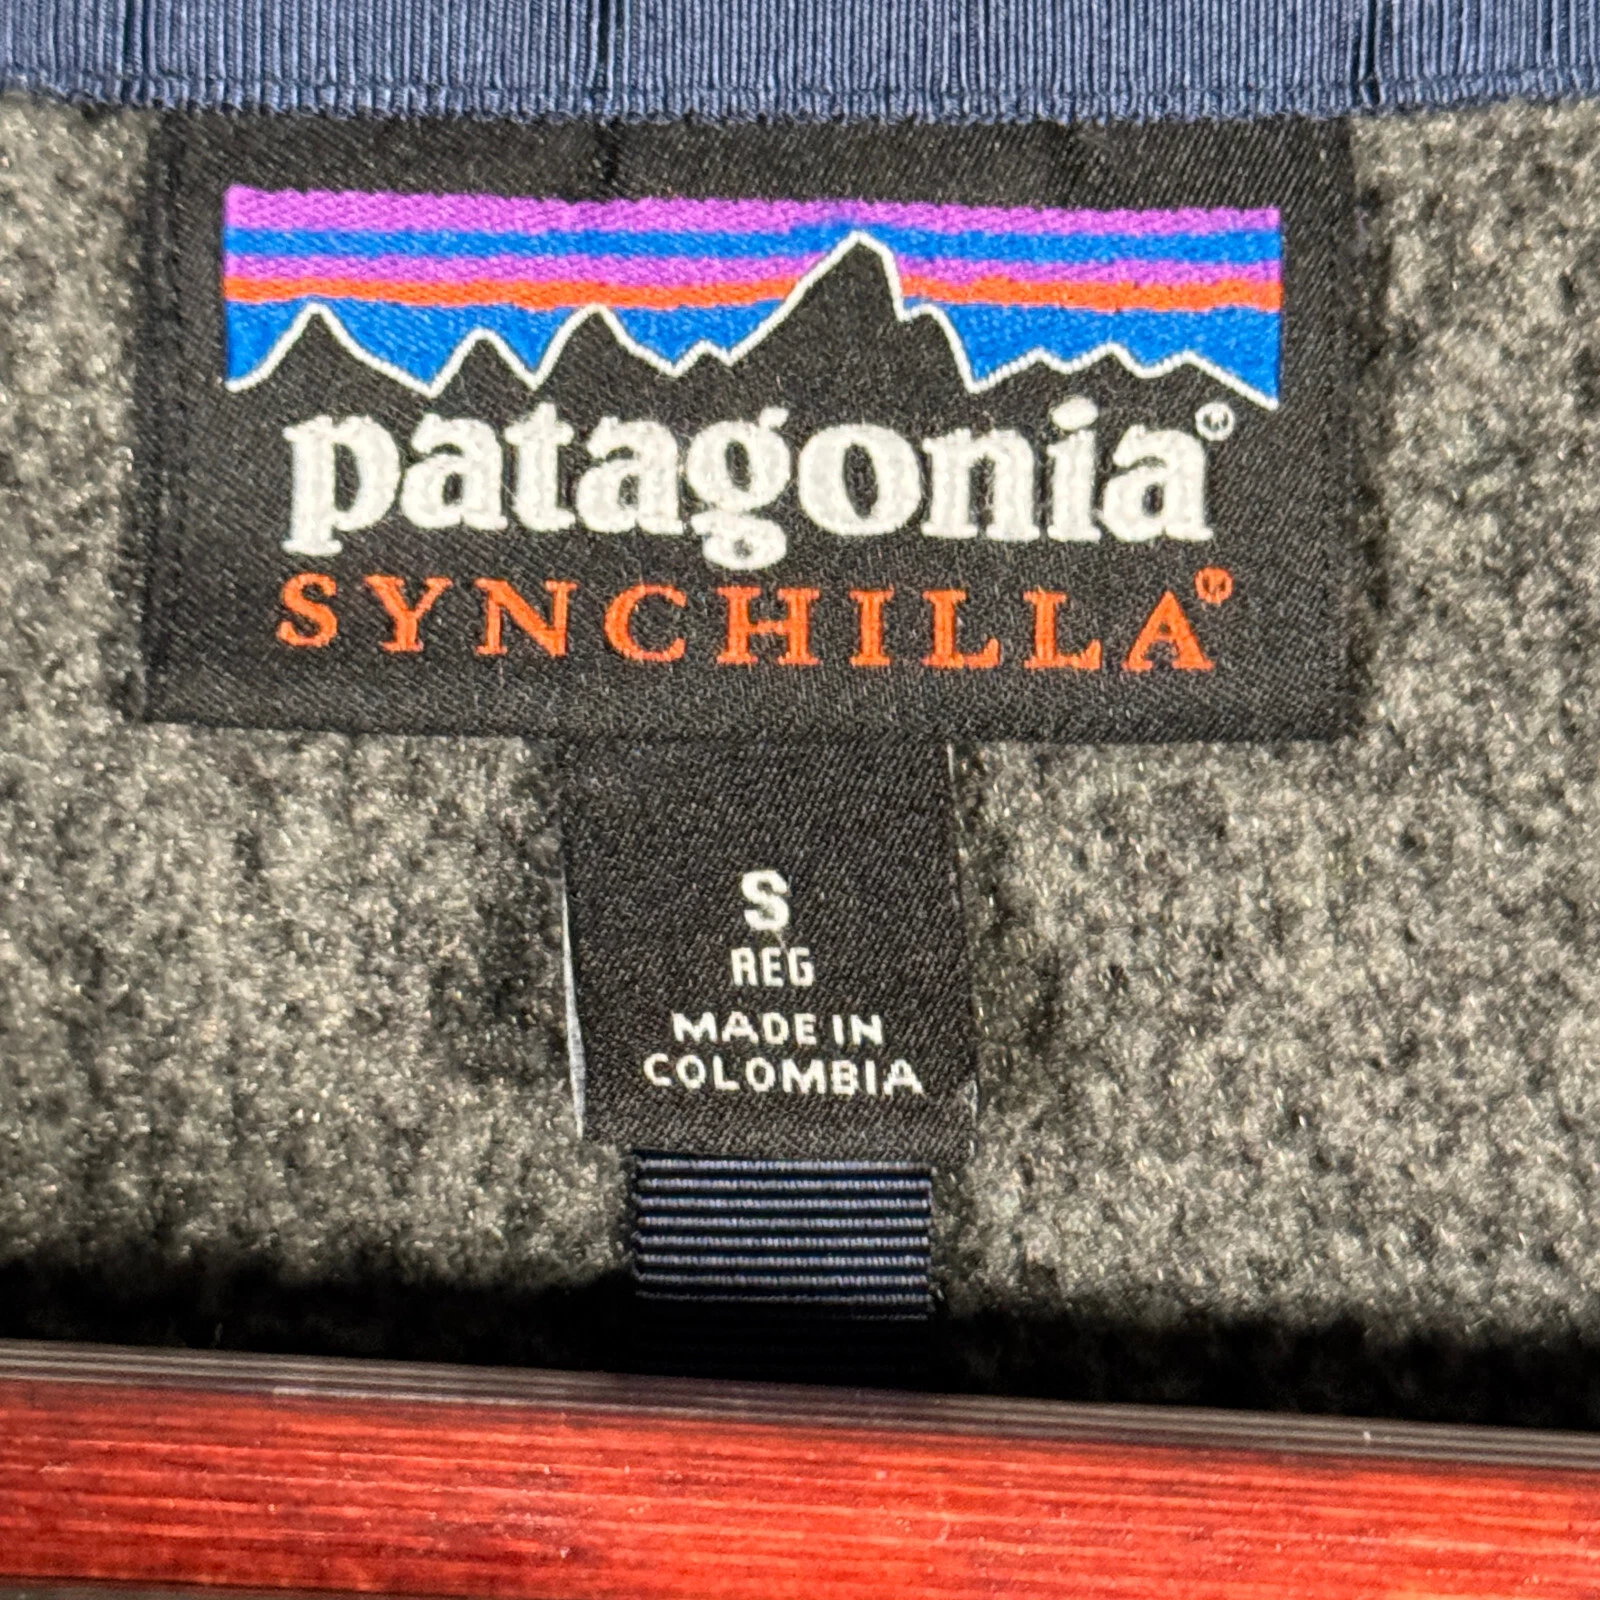 patagonia®
SYNCHILLA®
S
REG
MADE IN
COLOMBIA